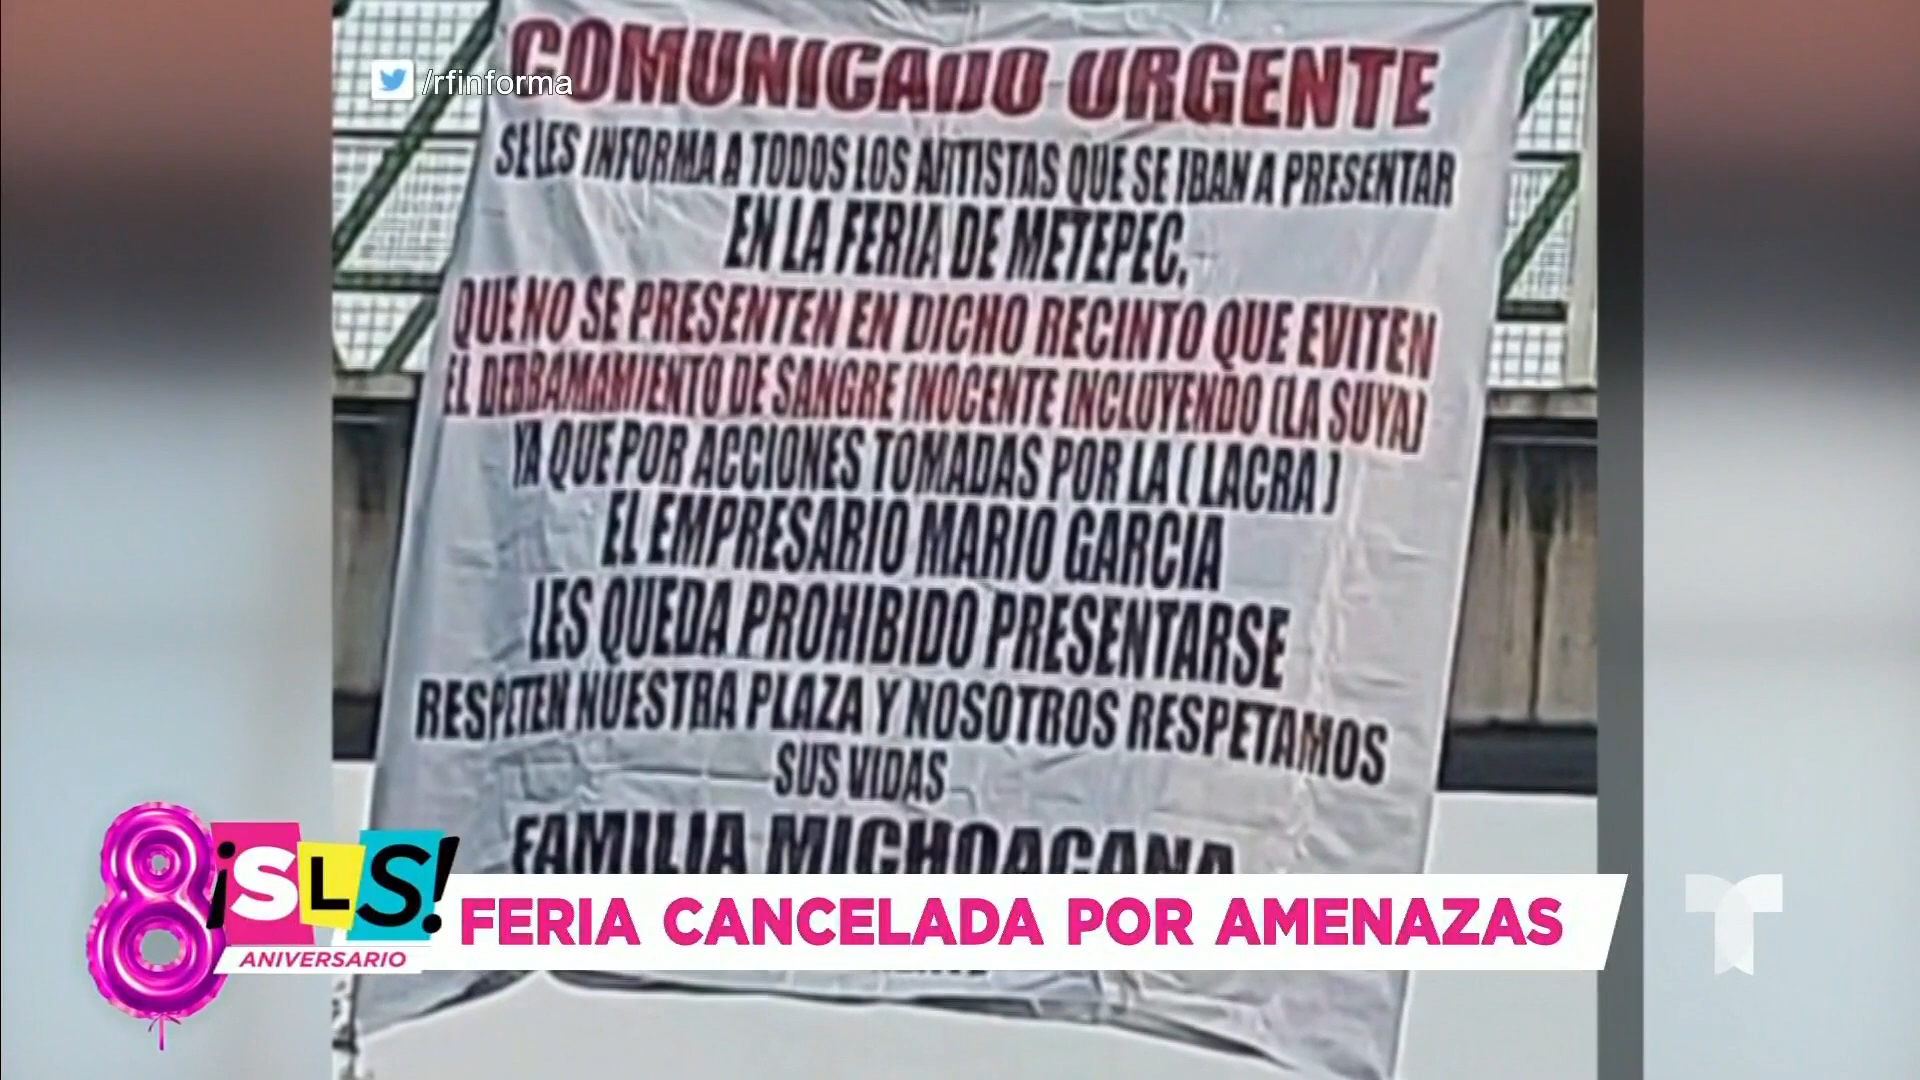 /rfinforma
COMUNICADO URGENTE
SE LES INFORMA A TODOS LOS ARTISTAS QUE SE IBAN A PRESENTAR
EN LA FERIA DE METEPEC.
QUE NO SE PRESENTEN EN DICHO RECINTO QUE EVITEN
EL DERRAMAMIENTO DE SANGRE INOCENTE INCLUYENDO (LA SUYA)
YA QUE POR ACCIONES TOMADAS POR LA ( LACRA )
EL EMPRESARIO MARIO GARCIA
LES QUEDA PROHIBIDO PRESENTARSE
RESPETEN NUESTRA PLAZA Y NOSOTROS RESPETAMOS
SUS VIDAS
FAMILIA MICHOACANA
8 ¡SLS!
ANIVERSARIO
FERIA CANCELADA POR AMENAZAS
T